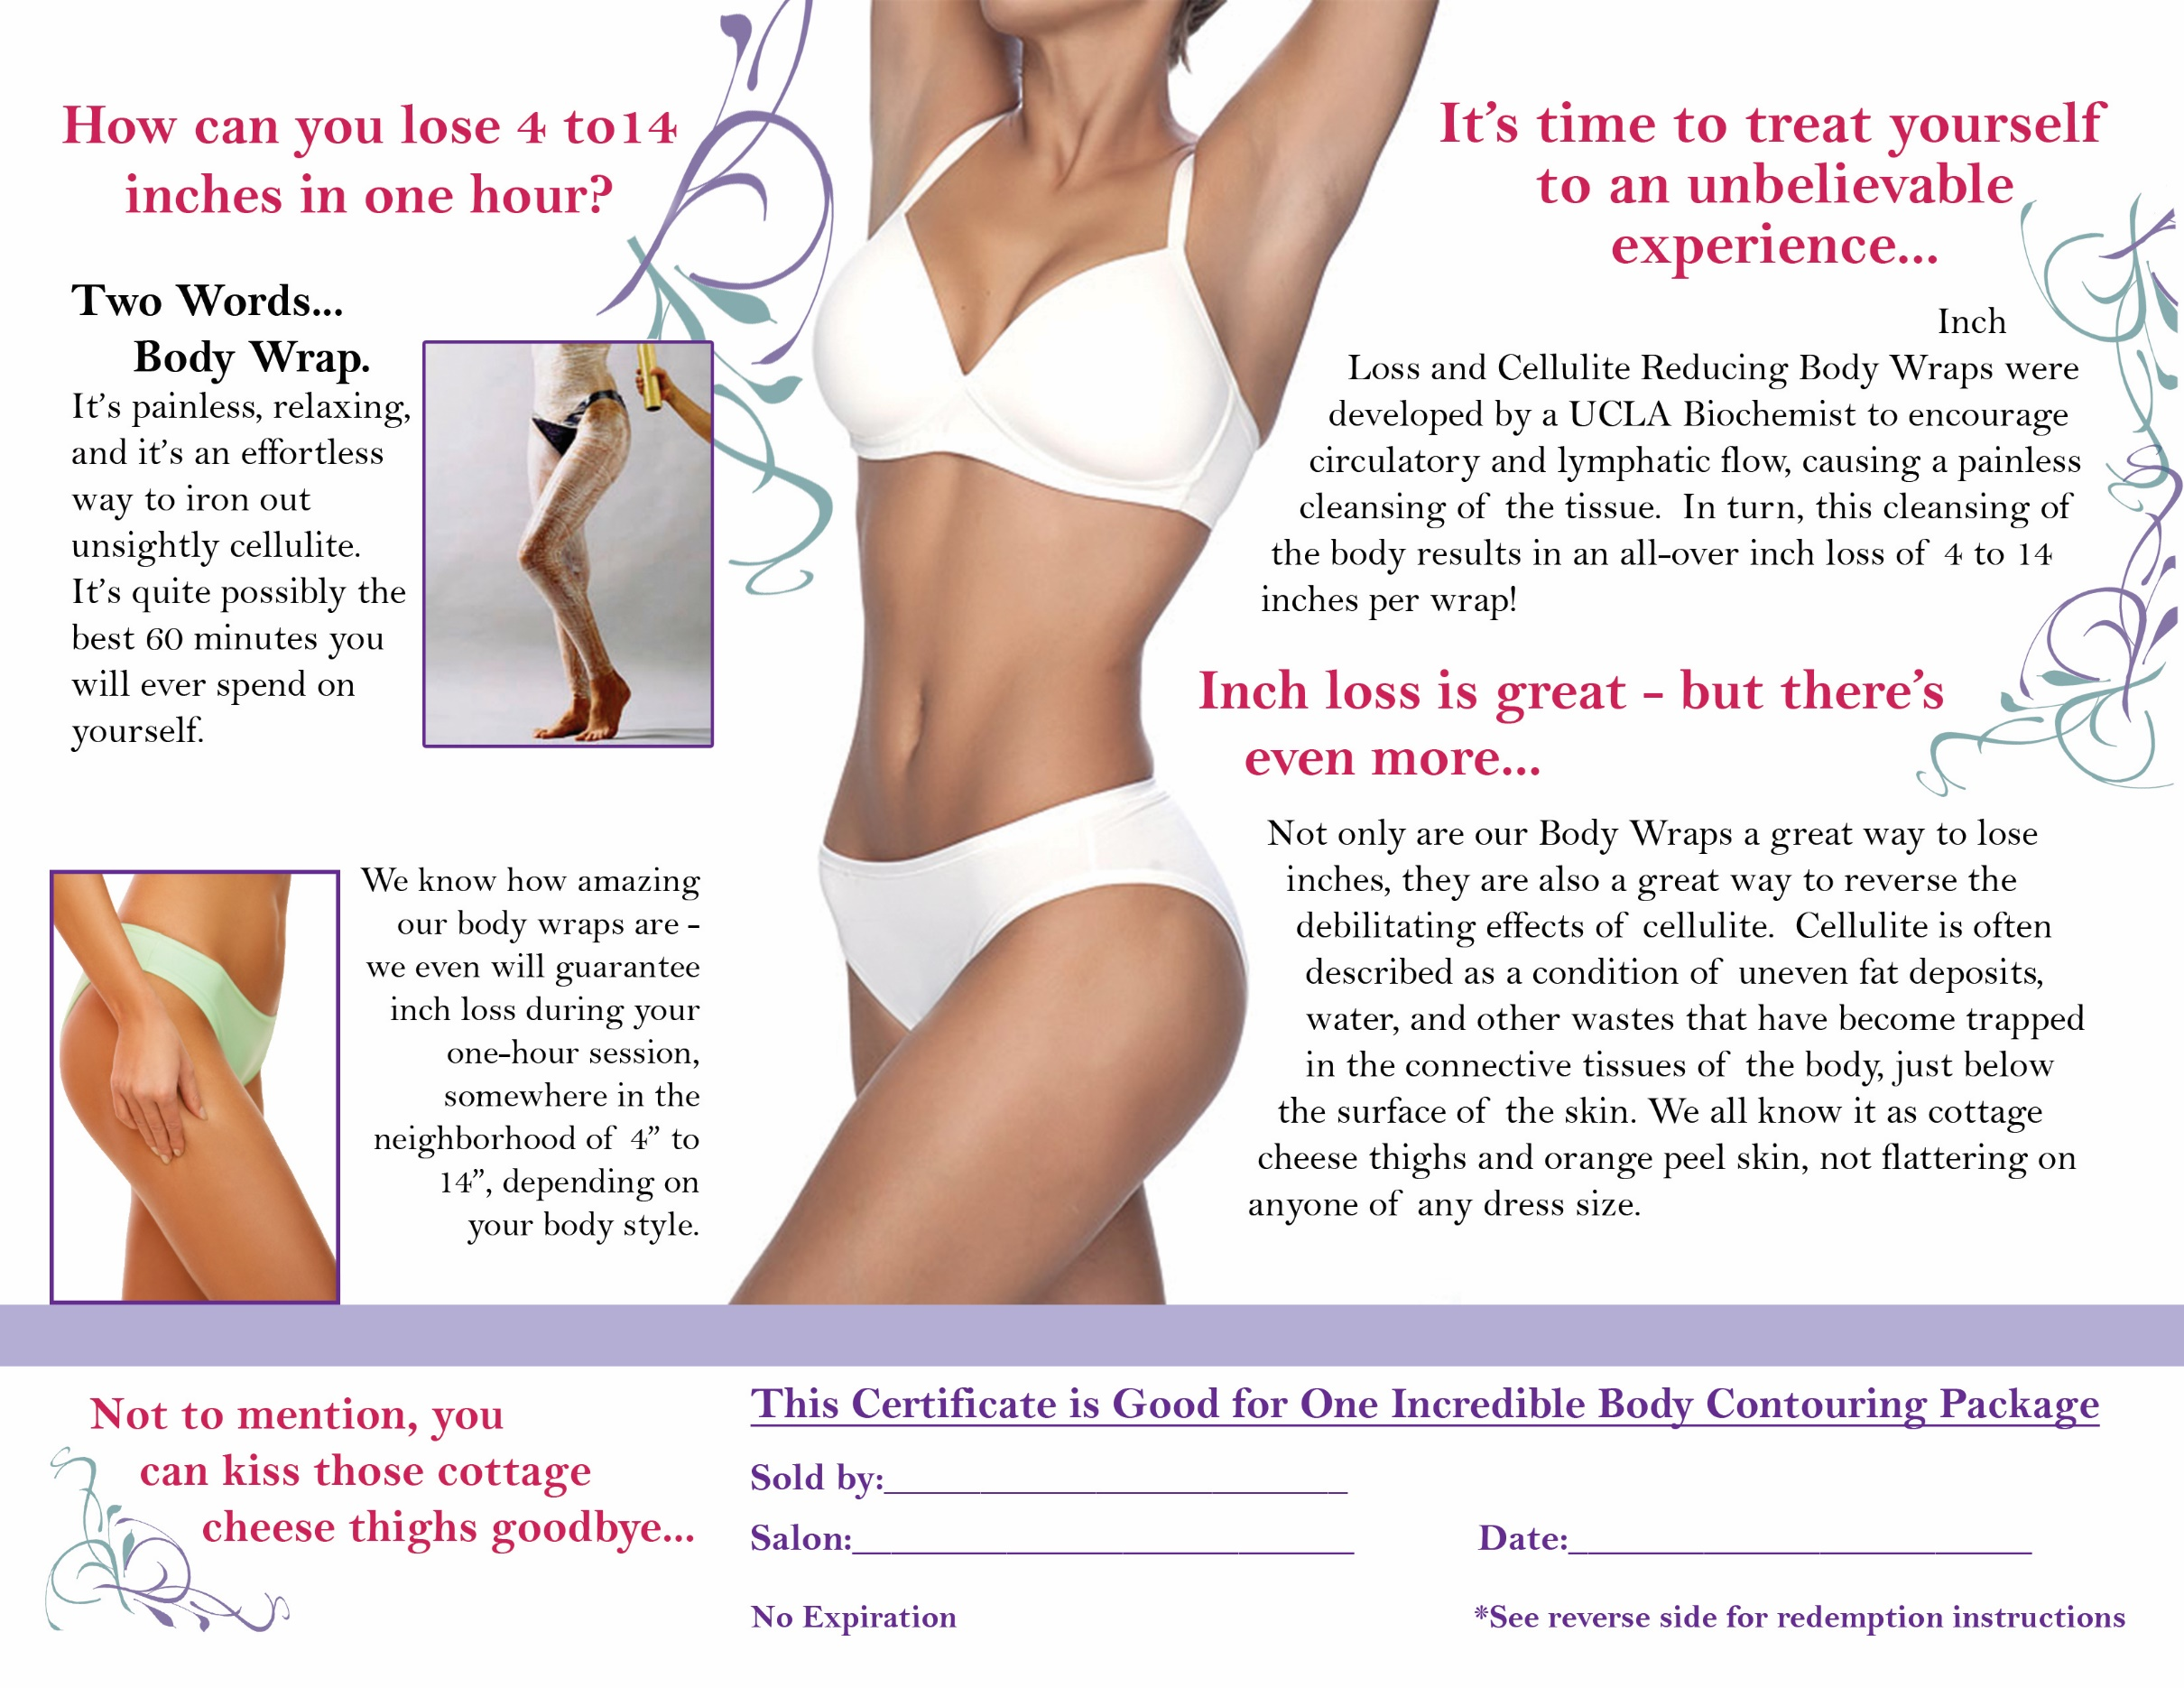 How can you lose 4 to14
inches in one hour?
Two Words...
Body Wrap.
It's painless, relaxing,
and it's an effortless
way to iron out
unsightly cellulite.
It's quite possibly the
best 60 minutes you
will ever spend on
yourself.
We know how amazing
our body wraps are -
we even will guarantee
inch loss during your
one-hour session,
somewhere in the
neighborhood of 4" to
14", depending on
your body style.
It's time to treat yourself
to an unbelievable
experience...
Inch
Loss and Cellulite Reducing Body Wraps were
developed by a UCLA Biochemist to encourage
circulatory and lymphatic flow, causing a painless
cleansing of the tissue. In turn, this cleansing of
the body results in an all-over inch loss of 4 to 14
inches per wrap!
Inch loss is great - but there's
even more...
Not only are our Body Wraps a great way to lose
inches, they are also a great way to reverse the
debilitating effects of cellulite. Cellulite is often
described as a condition of uneven fat deposits,
water, and other wastes that have become trapped
in the connective tissues of the body, just below
the surface of the skin. We all know it as cottage
cheese thighs and orange peel skin, not flattering on
anyone of any dress size.
Not to mention, you
can kiss those cottage
cheese thighs goodbye...
This Certificate is Good for One Incredible Body Contouring Package
Sold by:________________________
Salon:__________________________
Date:________________________
No Expiration
*See reverse side for redemption instructions